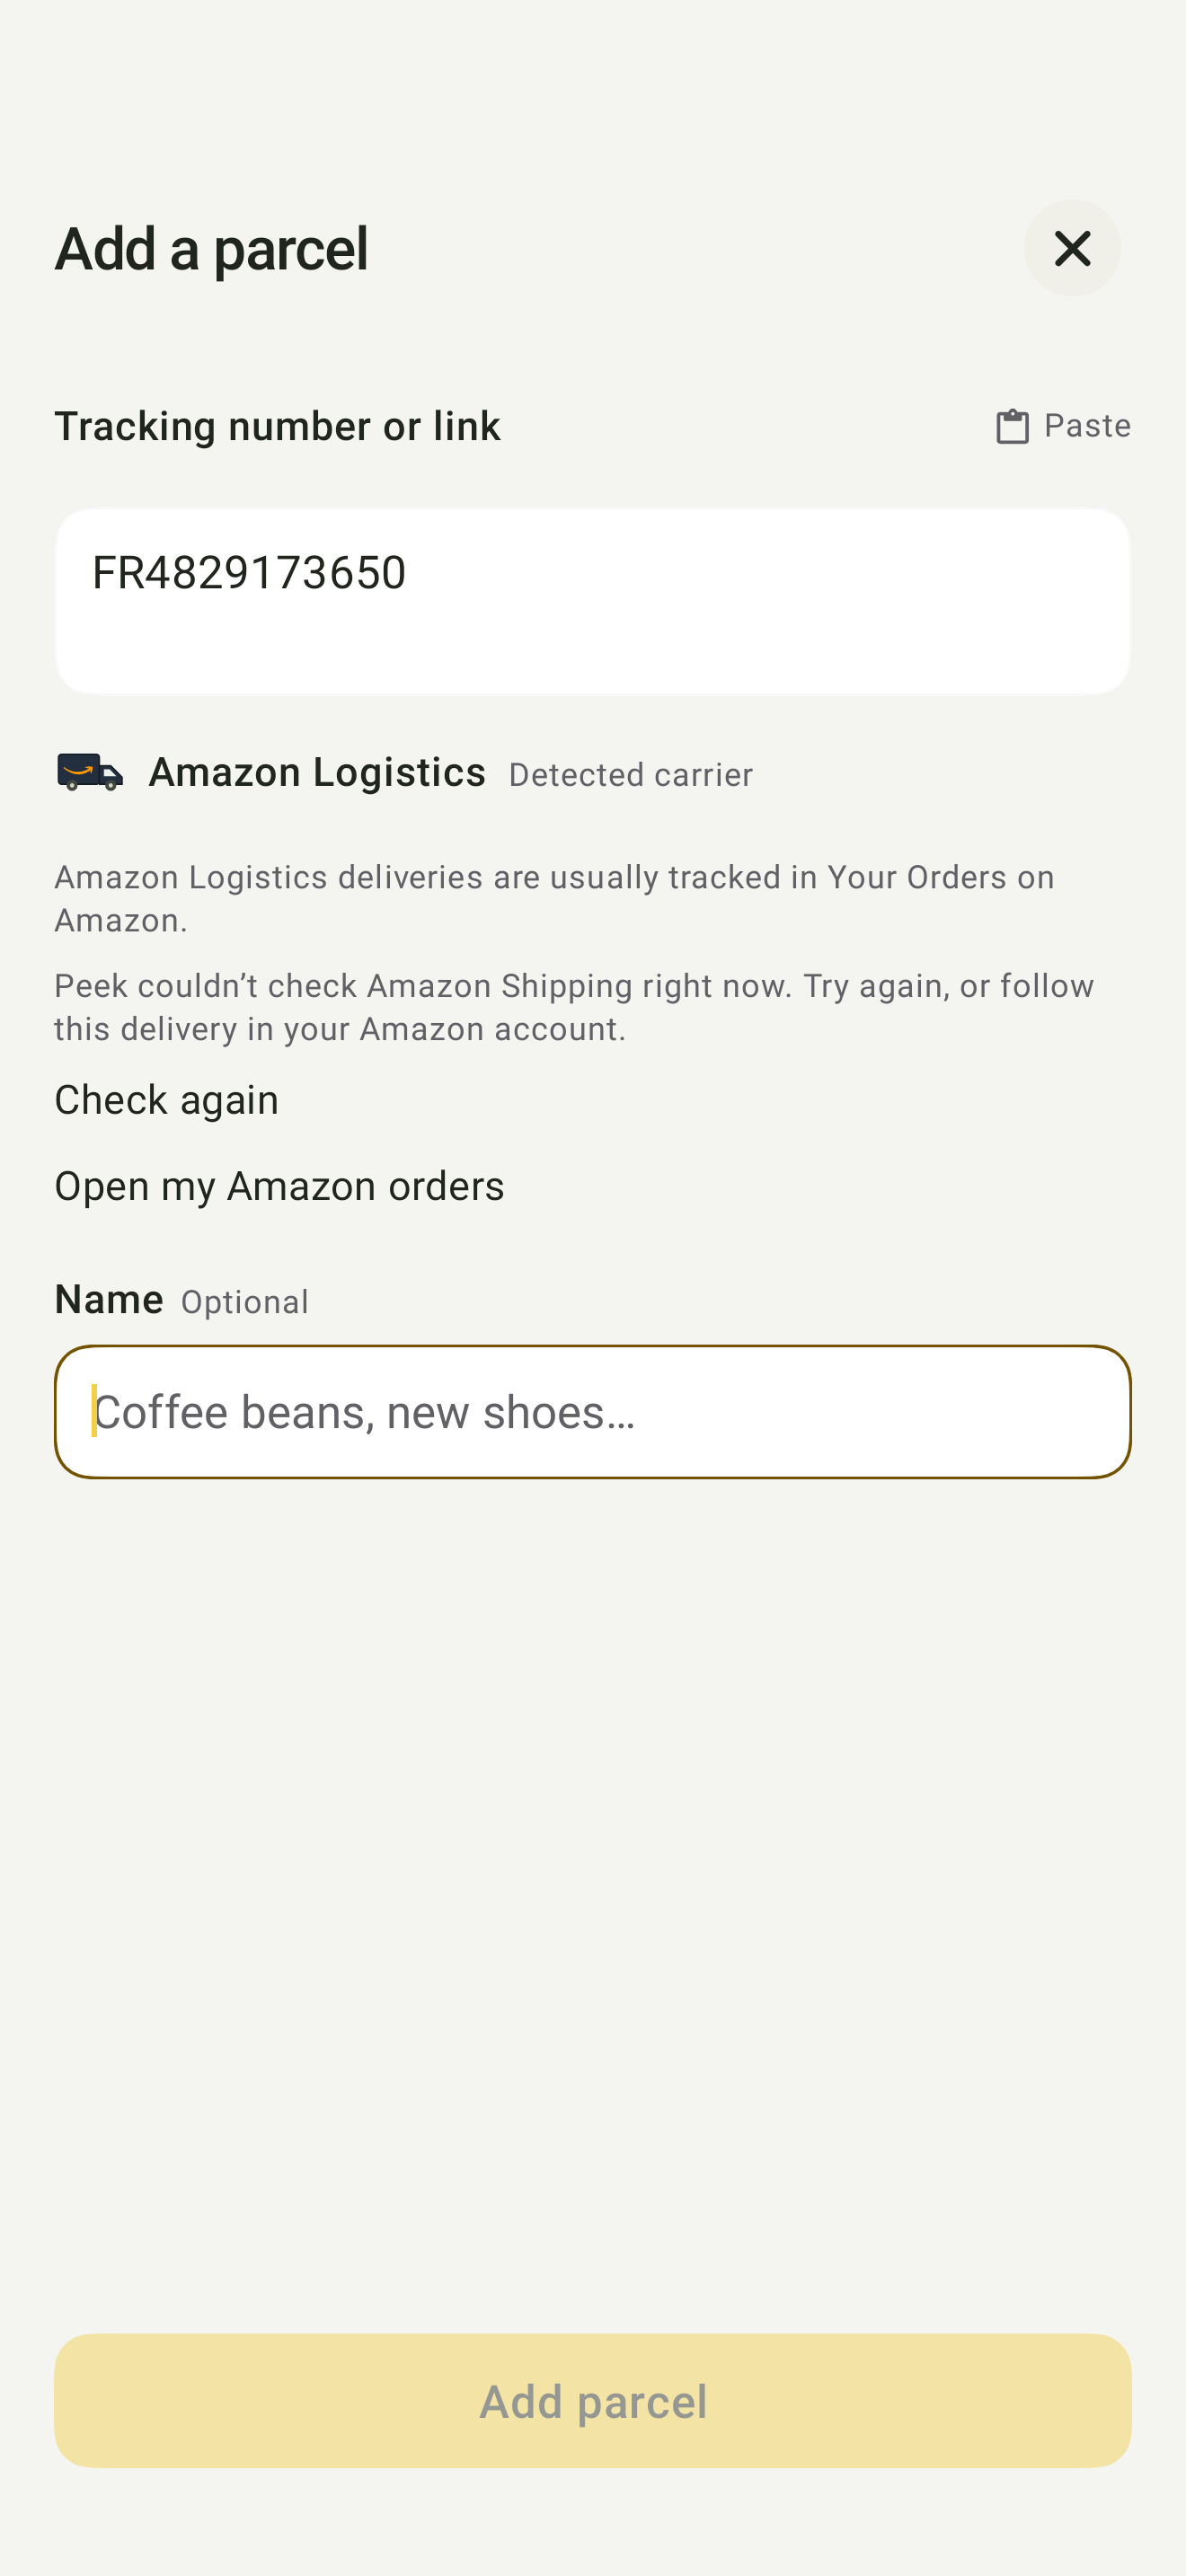 Add a parcel
Tracking number or link
Paste
FR4829173650
Amazon Logistics Detected carrier
Amazon Logistics deliveries are usually tracked in Your Orders on
Amazon.
Peek couldn’t check Amazon Shipping right now. Try again, or follow
this delivery in your Amazon account.
Check again
Open my Amazon orders
Name Optional
Coffee beans, new shoes…
Add parcel